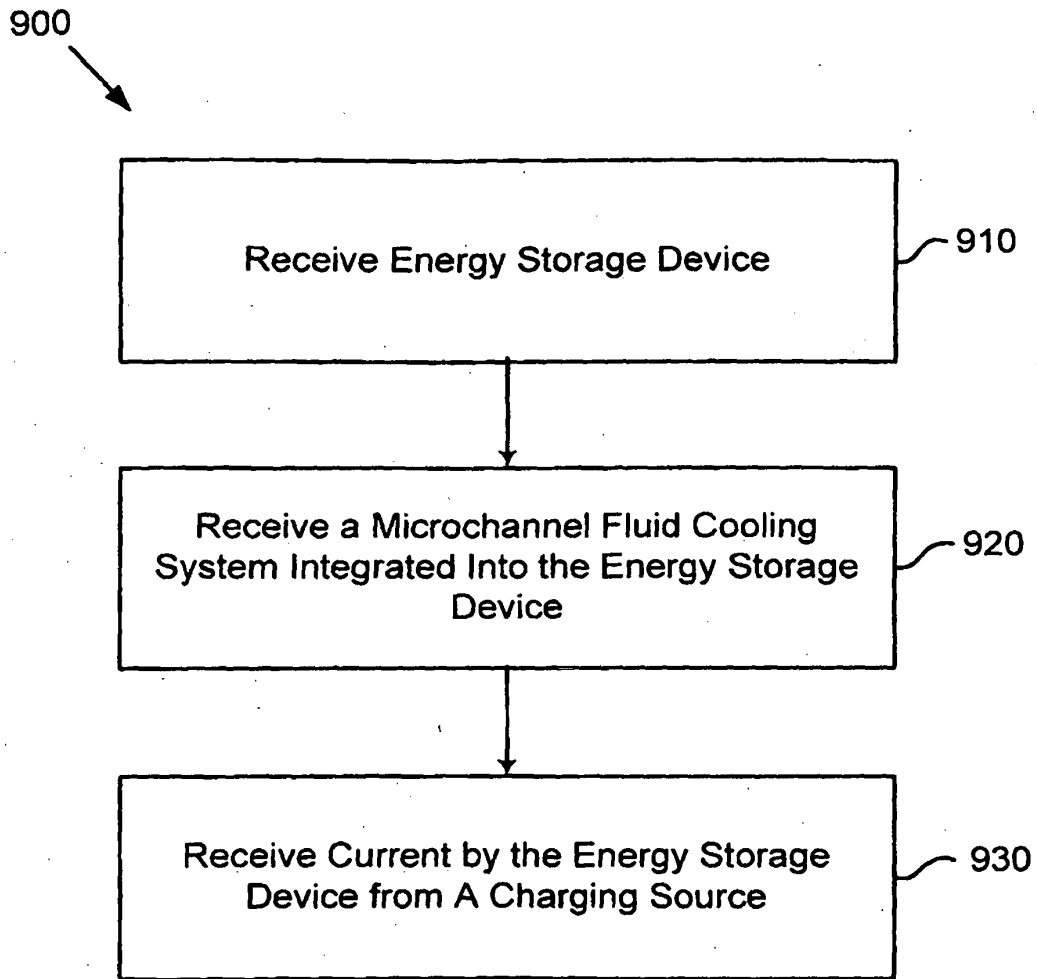 900
Receive Energy Storage Device
910
Receive a Microchannel Fluid Cooling
System Integrated Into the Energy Storage
Device
920
Receive Current by the Energy Storage
Device from A Charging Source
930